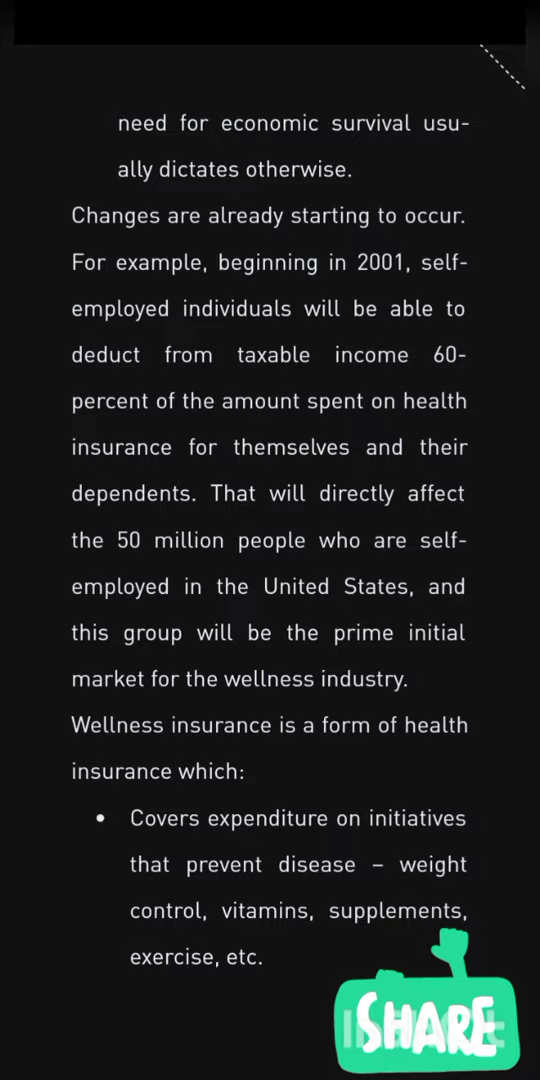 need for economic survival usu-
ally dictates otherwise.
Changes are already starting to occur.
For example, beginning in 2001, self-
employed individuals will be able to
deduct from taxable income 60-
percent of the amount spent on health
insurance for themselves and their
dependents. That will directly affect
the 50 million people who are self-
employed in the United States, and
this group will be the prime initial
market for the wellness industry.
Wellness insurance is a form of health
insurance which:
• Covers expenditure on initiatives
that prevent disease – weight
control, vitamins, supplements,
exercise, etc.
SHARE